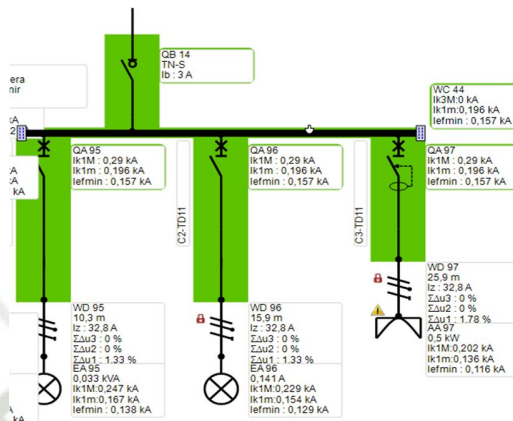 QB 14
TN-S
Ib : 3 A
era
nir
WC 44
Ik3M:0 kA
Ik1m:0,196 kA
Iefmin : 0,157 kA
kA
2
QA 95
Ik1M : 0,29 kA
Ik1m : 0,196 kA
Iefmin : 0,157 kA
QA 96
Ik1M : 0,29 kA
Ik1m : 0,196 kA
Iefmin : 0,157 kA
QA 97
Ik1M : 0,29 kA
Ik1m : 0,196 kA
Iefmin : 0,157 kA
kA
kA
kA
C2-TD11
C3-TD11
WD 95
10,3 m
Iz : 32,8 A
ΣΔu3 : 0 %
ΣΔu2 : 0 %
ΣΔu1 : 1.33 %
EA 95
0,033 kVA
Ik1M:0,247 kA
Ik1m:0,167 kA
Iefmin : 0,138 kA
WD 96
15,9 m
Iz : 32,8 A
ΣΔu3 : 0 %
ΣΔu2 : 0 %
ΣΔu1 : 1.33 %
EA 96
0,141 A
Ik1M:0,229 kA
Ik1m:0,154 kA
Iefmin : 0,129 kA
WD 97
25,9 m
Iz : 32,8 A
ΣΔu3 : 0 %
ΣΔu2 : 0 %
ΣΔu1 : 1.78 %
AA 97
0,5 kW
Ik1M:0,202 kA
Ik1m:0,136 kA
Iefmin : 0,116 kA
kA